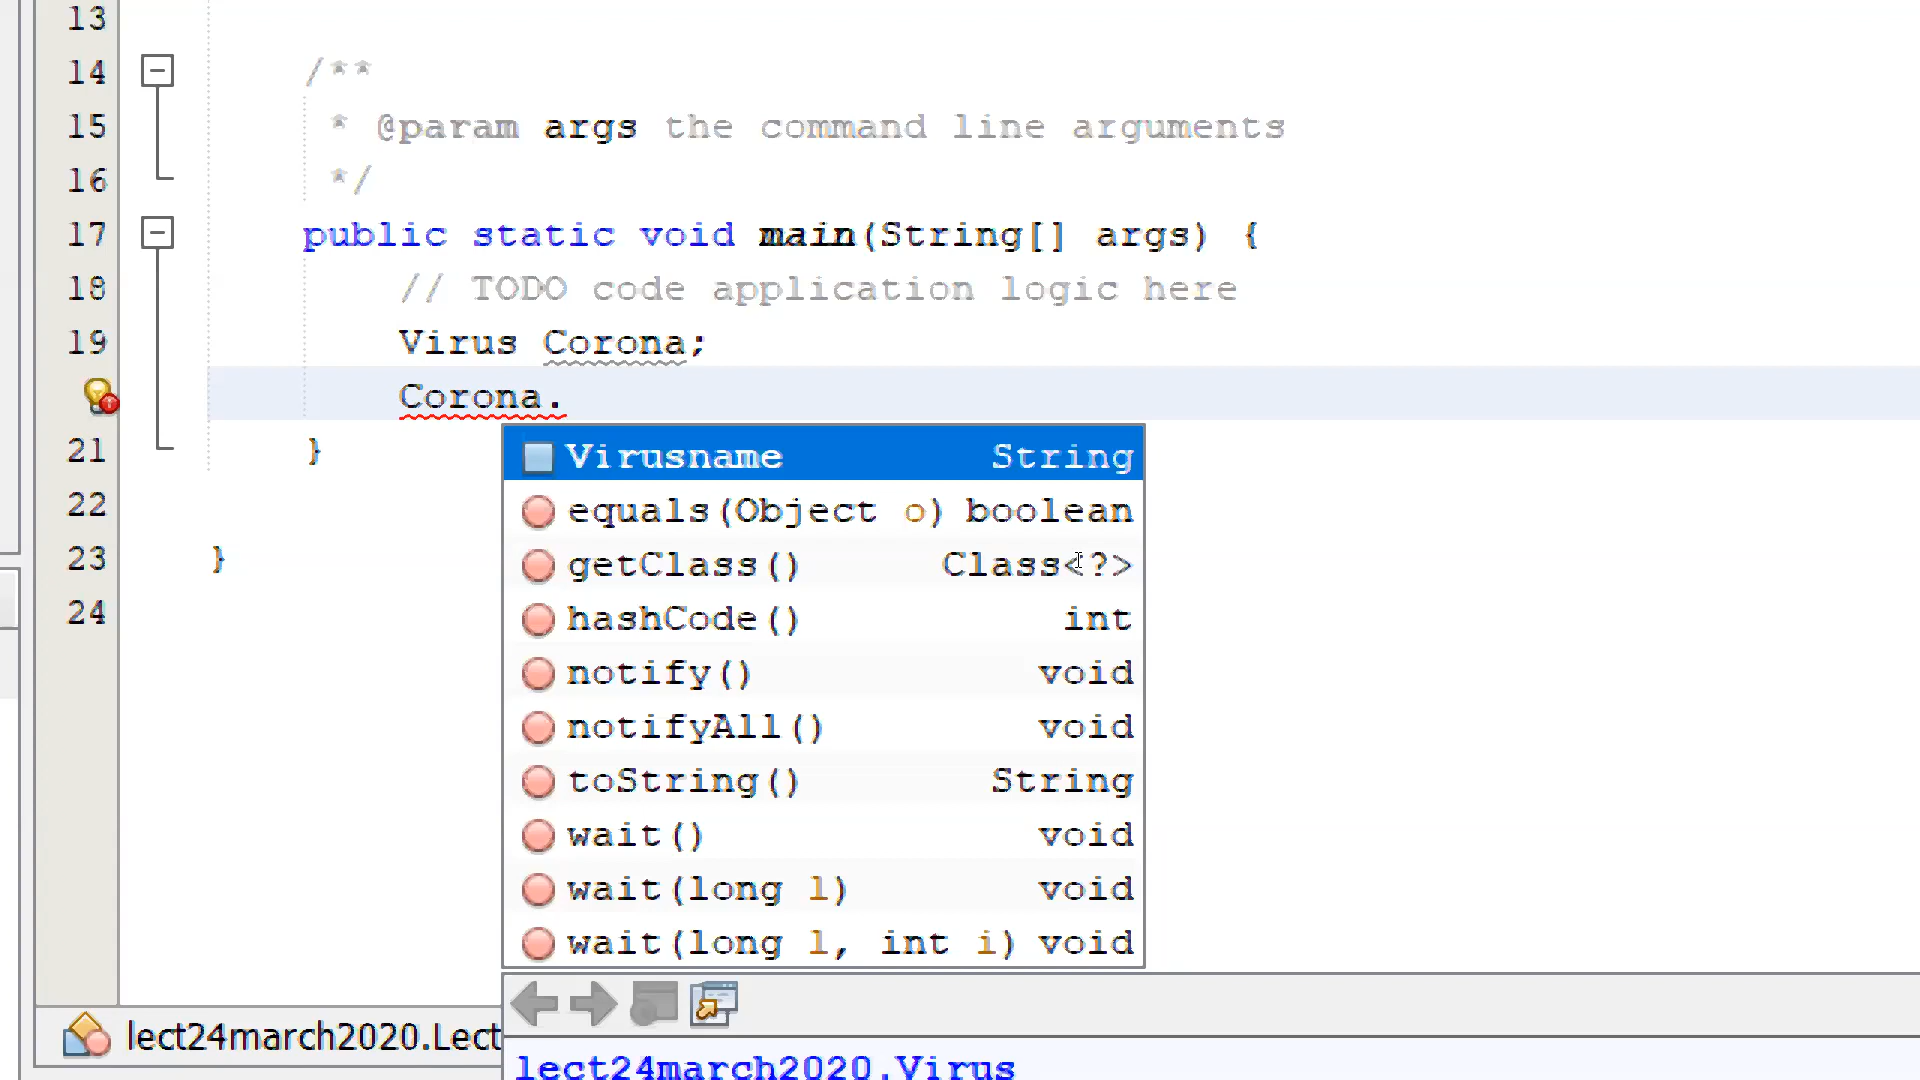 13
14 /**
15 * @param args the command line arguments
16 */
17 public static void main(String[] args) {
18 // TODO code application logic here
19 Virus Corona;
Corona.
21 }
22
23 }
24
Virusname String
equals(Object o) boolean
getClass() Class<?>
hashCode() int
notify() void
notifyAll() void
toString() String
wait() void
wait(long l) void
wait(long l, int i) void
lect24march2020.Lect
lect24march2020.Virus